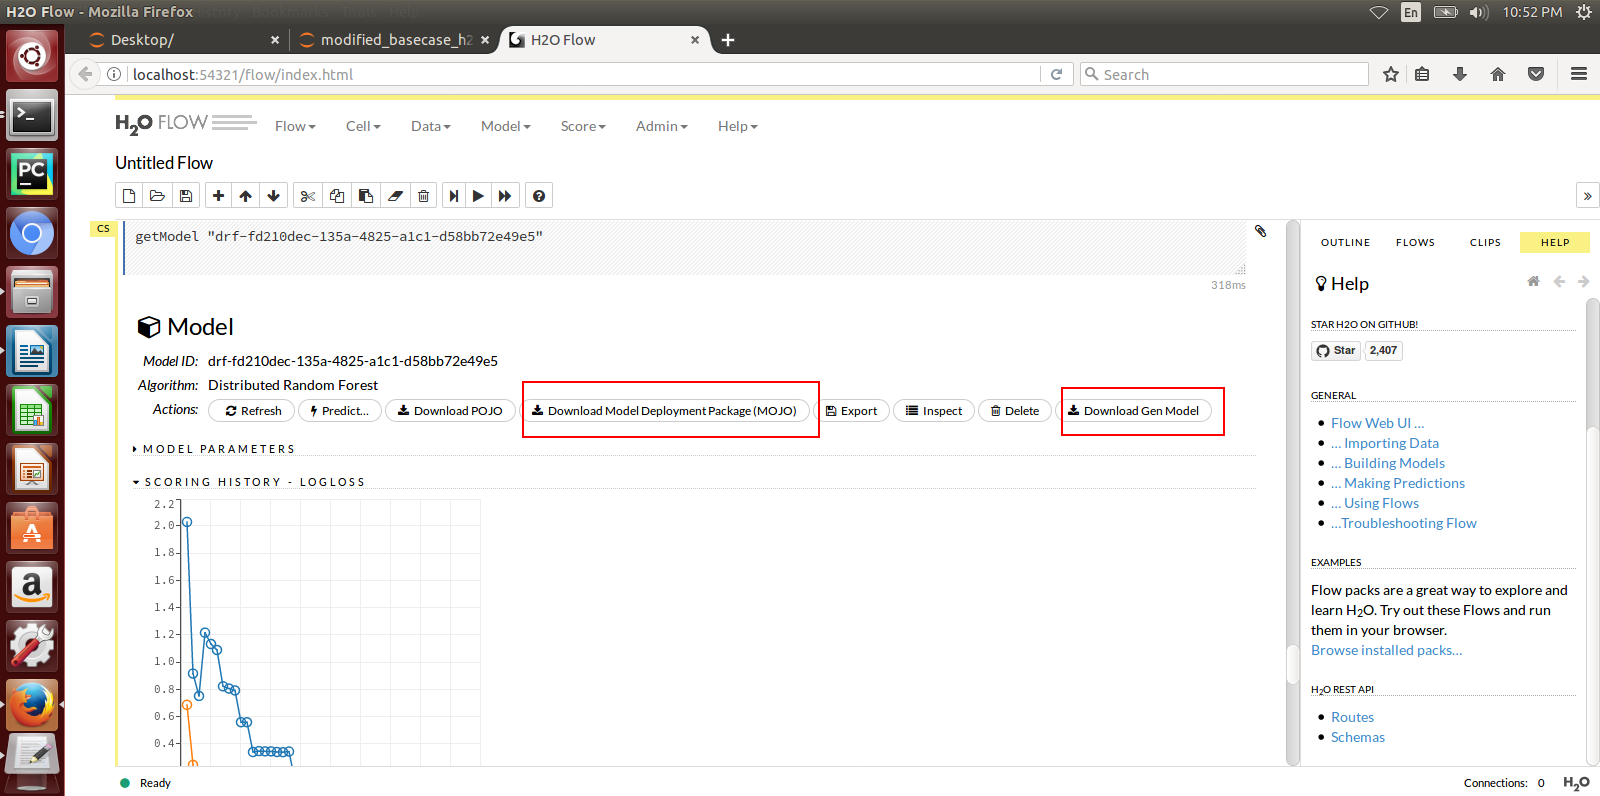 H2O Flow - Mozilla Firefox
En
10:52 PM
Desktop/
modified_basecase_h2
H2O Flow
localhost:54321/flow/index.html
Search
H2O FLOW
Flow Cell Data Model Score Admin Help
Untitled Flow
CS
getModel "drf-fd210dec-135a-4825-a1c1-d58bb72e49e5"
318ms
Model
Model ID: drf-fd210dec-135a-4825-a1c1-d58bb72e49e5
Algorithm: Distributed Random Forest
Actions: Refresh Predict... Download POJO Download Model Deployment Package (MOJO) Export Inspect Delete Download Gen Model
MODEL PARAMETERS
SCORING HISTORY - LOGLOSS
2.2
2.0
1.8
1.6
1.4
1.2
1.0
0.8
0.6
0.4
OUTLINE FLOWS CLIPS HELP
Help
STAR H2O ON GITHUB!
Star 2,407
GENERAL
Flow Web UI ...
... Importing Data
... Building Models
... Making Predictions
... Using Flows
...Troubleshooting Flow
EXAMPLES
Flow packs are a great way to explore and
learn H2O. Try out these Flows and run
them in your browser.
Browse installed packs...
H2O REST API
Routes
Schemas
Ready
Connections: 0 H2O